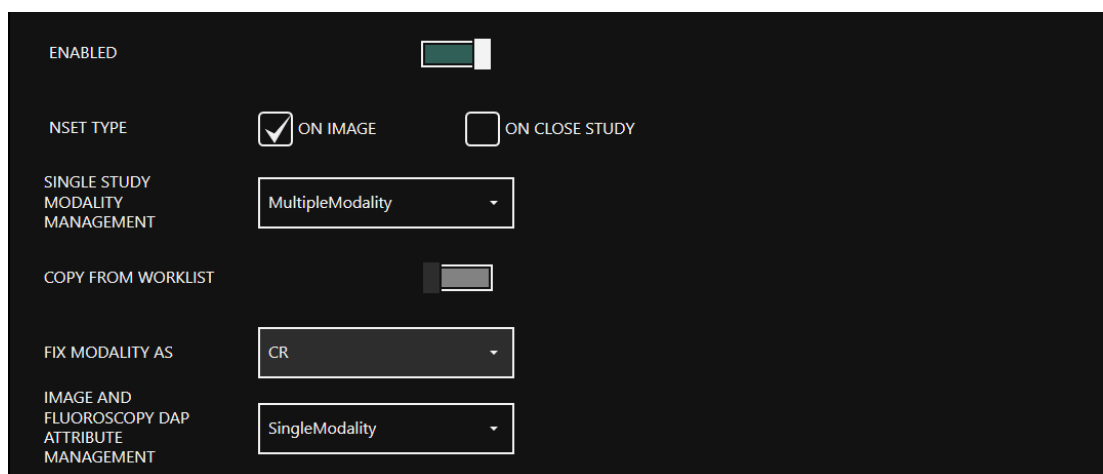 ENABLED
NSET TYPE
ON IMAGE
ON CLOSE STUDY
SINGLE STUDY
MODALITY
MANAGEMENT
MultipleModality
COPY FROM WORKLIST
FIX MODALITY AS
CR
IMAGE AND
FLUOROSCOPY DAP
ATTRIBUTE
MANAGEMENT
SingleModality